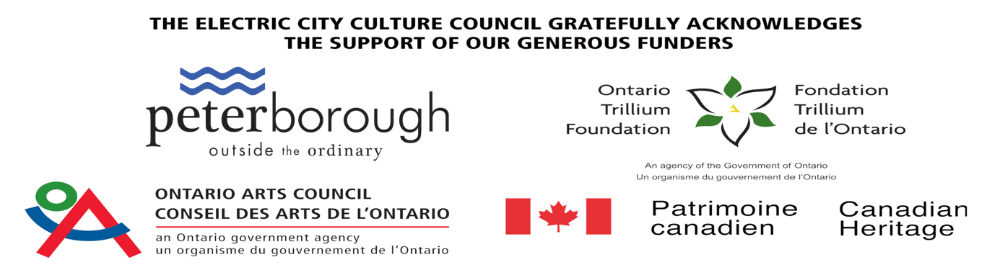 THE ELECTRIC CITY CULTURE COUNCIL GRATEFULLY ACKNOWLEDGES
THE SUPPORT OF OUR GENEROUS FUNDERS
peterborough
outside the ordinary
Ontario
Trillium
Foundation
Fondation
Trillium
de l'Ontario
An agency of the Government of Ontario
Un organisme du gouvernement de l'Ontario
ONTARIO ARTS COUNCIL
CONSEIL DES ARTS DE L'ONTARIO
an Ontario government agency
un organisme du gouvernement de l'Ontario
Patrimoine
canadien
Canadian
Heritage